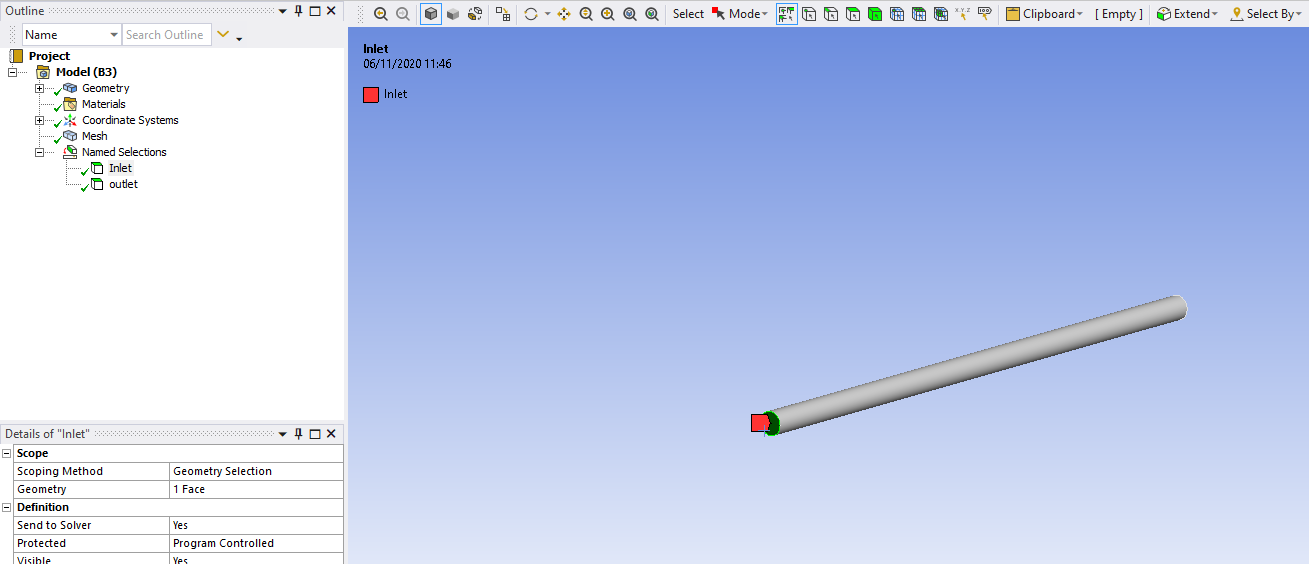 Outline
Name Search Outline
Project
Model (B3)
Geometry
Materials
Coordinate Systems
Mesh
Named Selections
Inlet
outlet
Details of "Inlet"
Scope
Scoping Method Geometry Selection
Geometry 1 Face
Definition
Send to Solver Yes
Protected Program Controlled
Visible Yes
Select Mode Clipboard [ Empty ] Extend Select By
Inlet
06/11/2020 11:46
Inlet